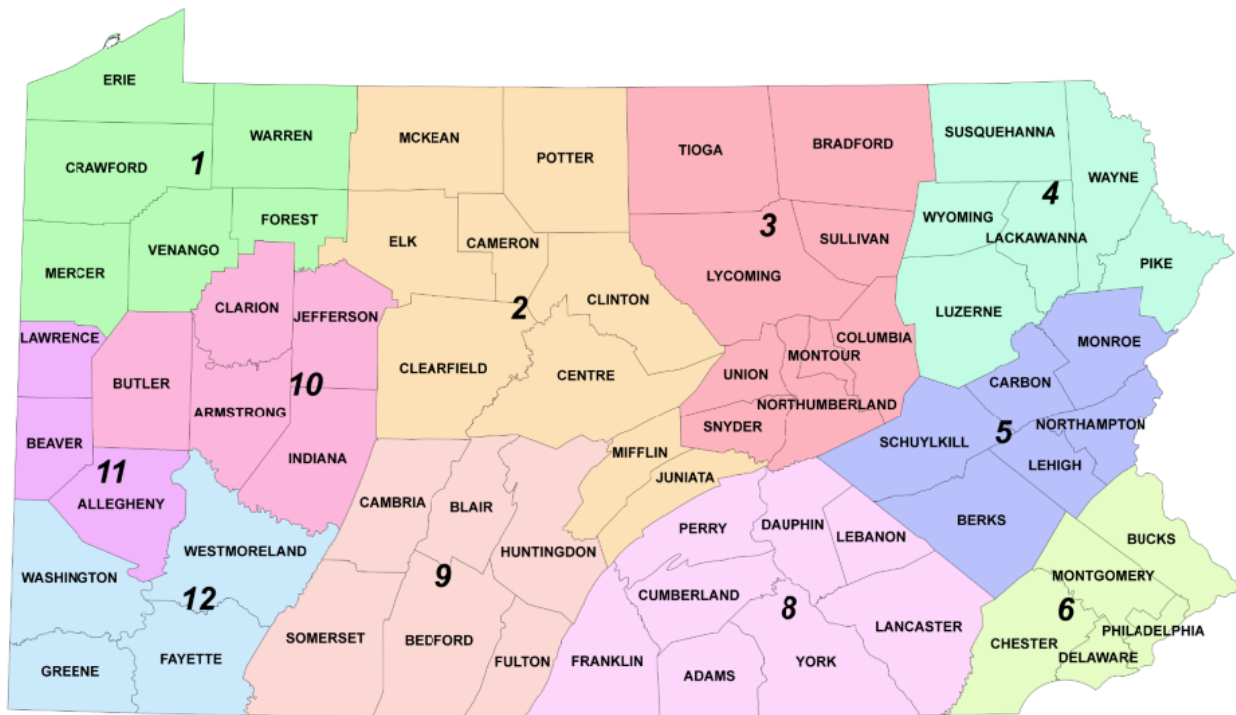 ERIE
WARREN
CRAWFORD
1
FOREST
VENANGO
MERCER
MCKEAN
POTTER
ELK
CAMERON
2
CLINTON
CLEARFIELD
CENTRE
MIFFLIN
JUNIATA
TIOGA
BRADFORD
3
SULLIVAN
LYCOMING
COLUMBIA
MONTOUR
UNION
NORTHUMBERLAND
SNYDER
SUSQUEHANNA
WAYNE
4
WYOMING
LACKAWANNA
PIKE
LUZERNE
MONROE
CARBON
NORTHAMPTON
5
SCHUYLKILL
LEHIGH
BERKS
CLARION
JEFFERSON
BUTLER
10
ARMSTRONG
INDIANA
LAWRENCE
BEAVER
11
ALLEGHENY
WESTMORELAND
WASHINGTON
12
FAYETTE
GREENE
CAMBRIA
BLAIR
HUNTINGDON
9
SOMERSET
BEDFORD
FULTON
PERRY
DAUPHIN
LEBANON
CUMBERLAND
8
LANCASTER
FRANKLIN
YORK
ADAMS
BUCKS
MONTGOMERY
6
PHILADELPHIA
CHESTER
DELAWARE